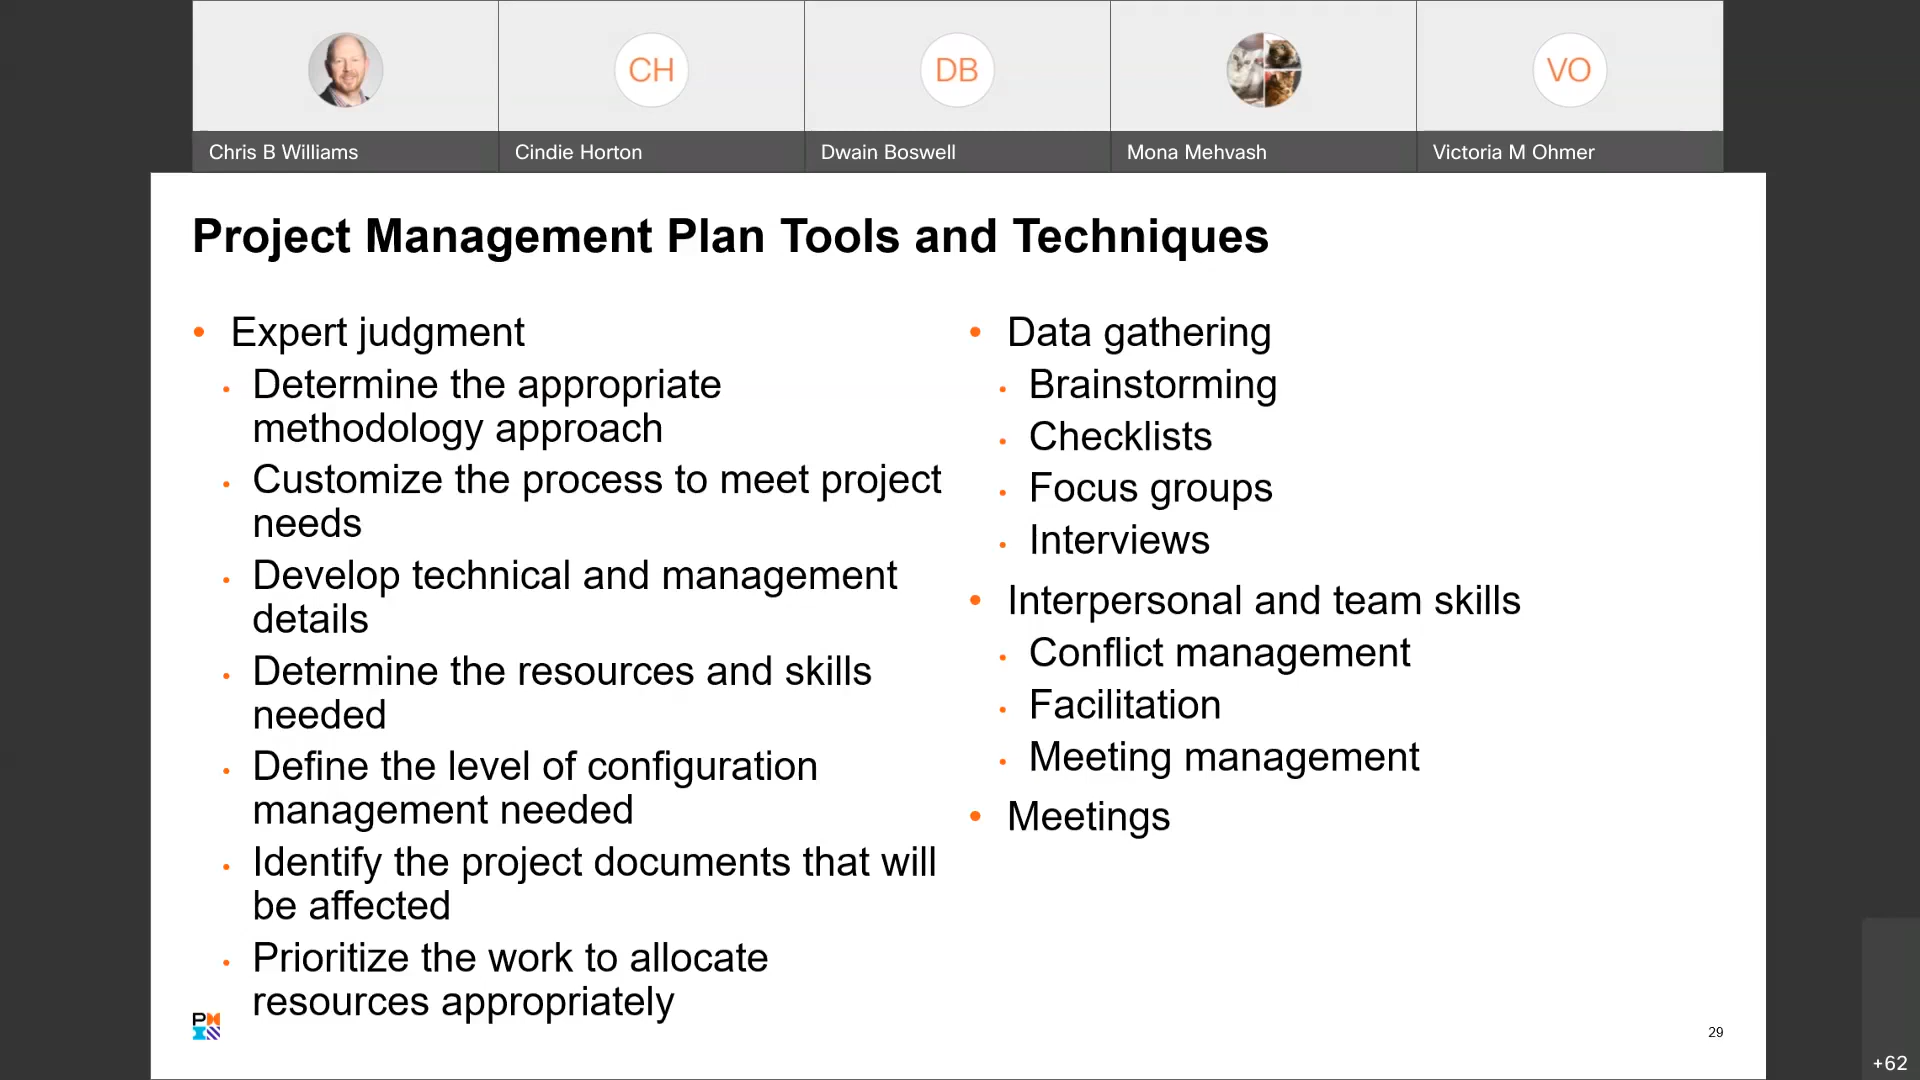 CH
DB
VO
Chris B Williams
Cindie Horton
Dwain Boswell
Mona Mehvash
Victoria M Ohmer
Project Management Plan Tools and Techniques
• Expert judgment
• Determine the appropriate
methodology approach
• Customize the process to meet project
needs
• Develop technical and management
details
• Determine the resources and skills
needed
• Define the level of configuration
management needed
• Identify the project documents that will
be affected
• Prioritize the work to allocate
resources appropriately
• Data gathering
• Brainstorming
• Checklists
• Focus groups
• Interviews
• Interpersonal and team skills
• Conflict management
• Facilitation
• Meeting management
• Meetings
29
+62